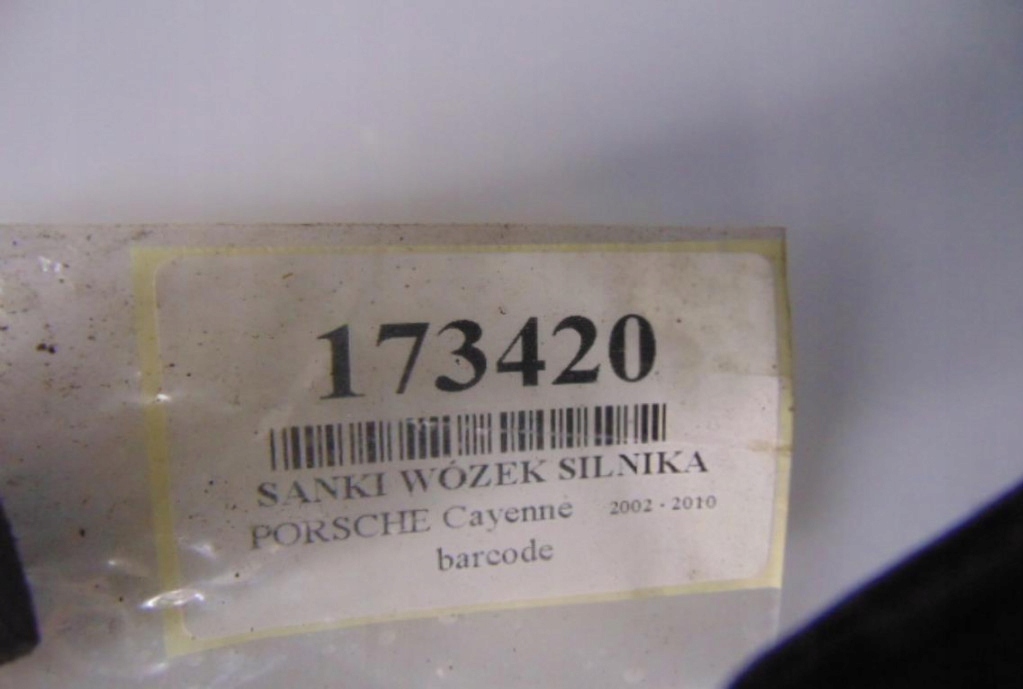 173420
SANKI WÓZEK SILNIKA
PORSCHE Cayenne 2002 - 2010
barcode